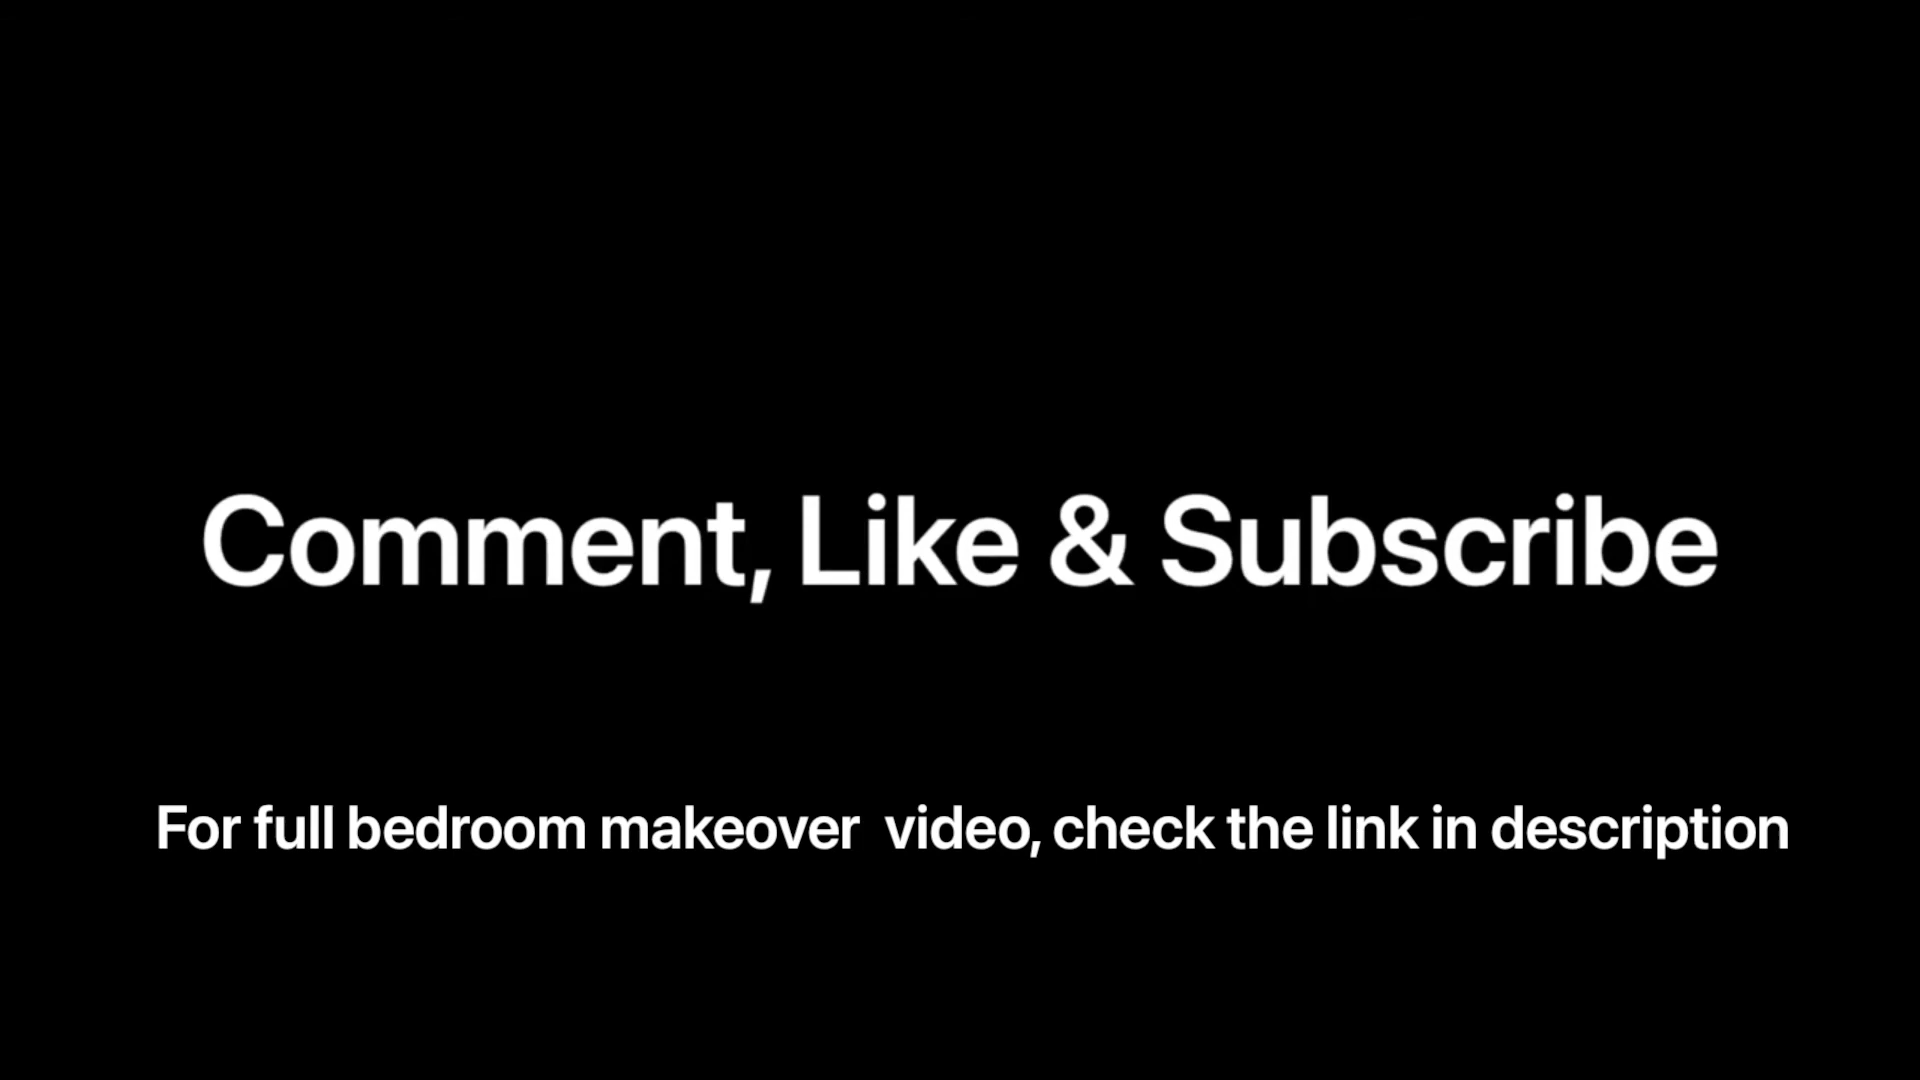 Comment, Like & Subscribe
For full bedroom makeover  video, check the link in description